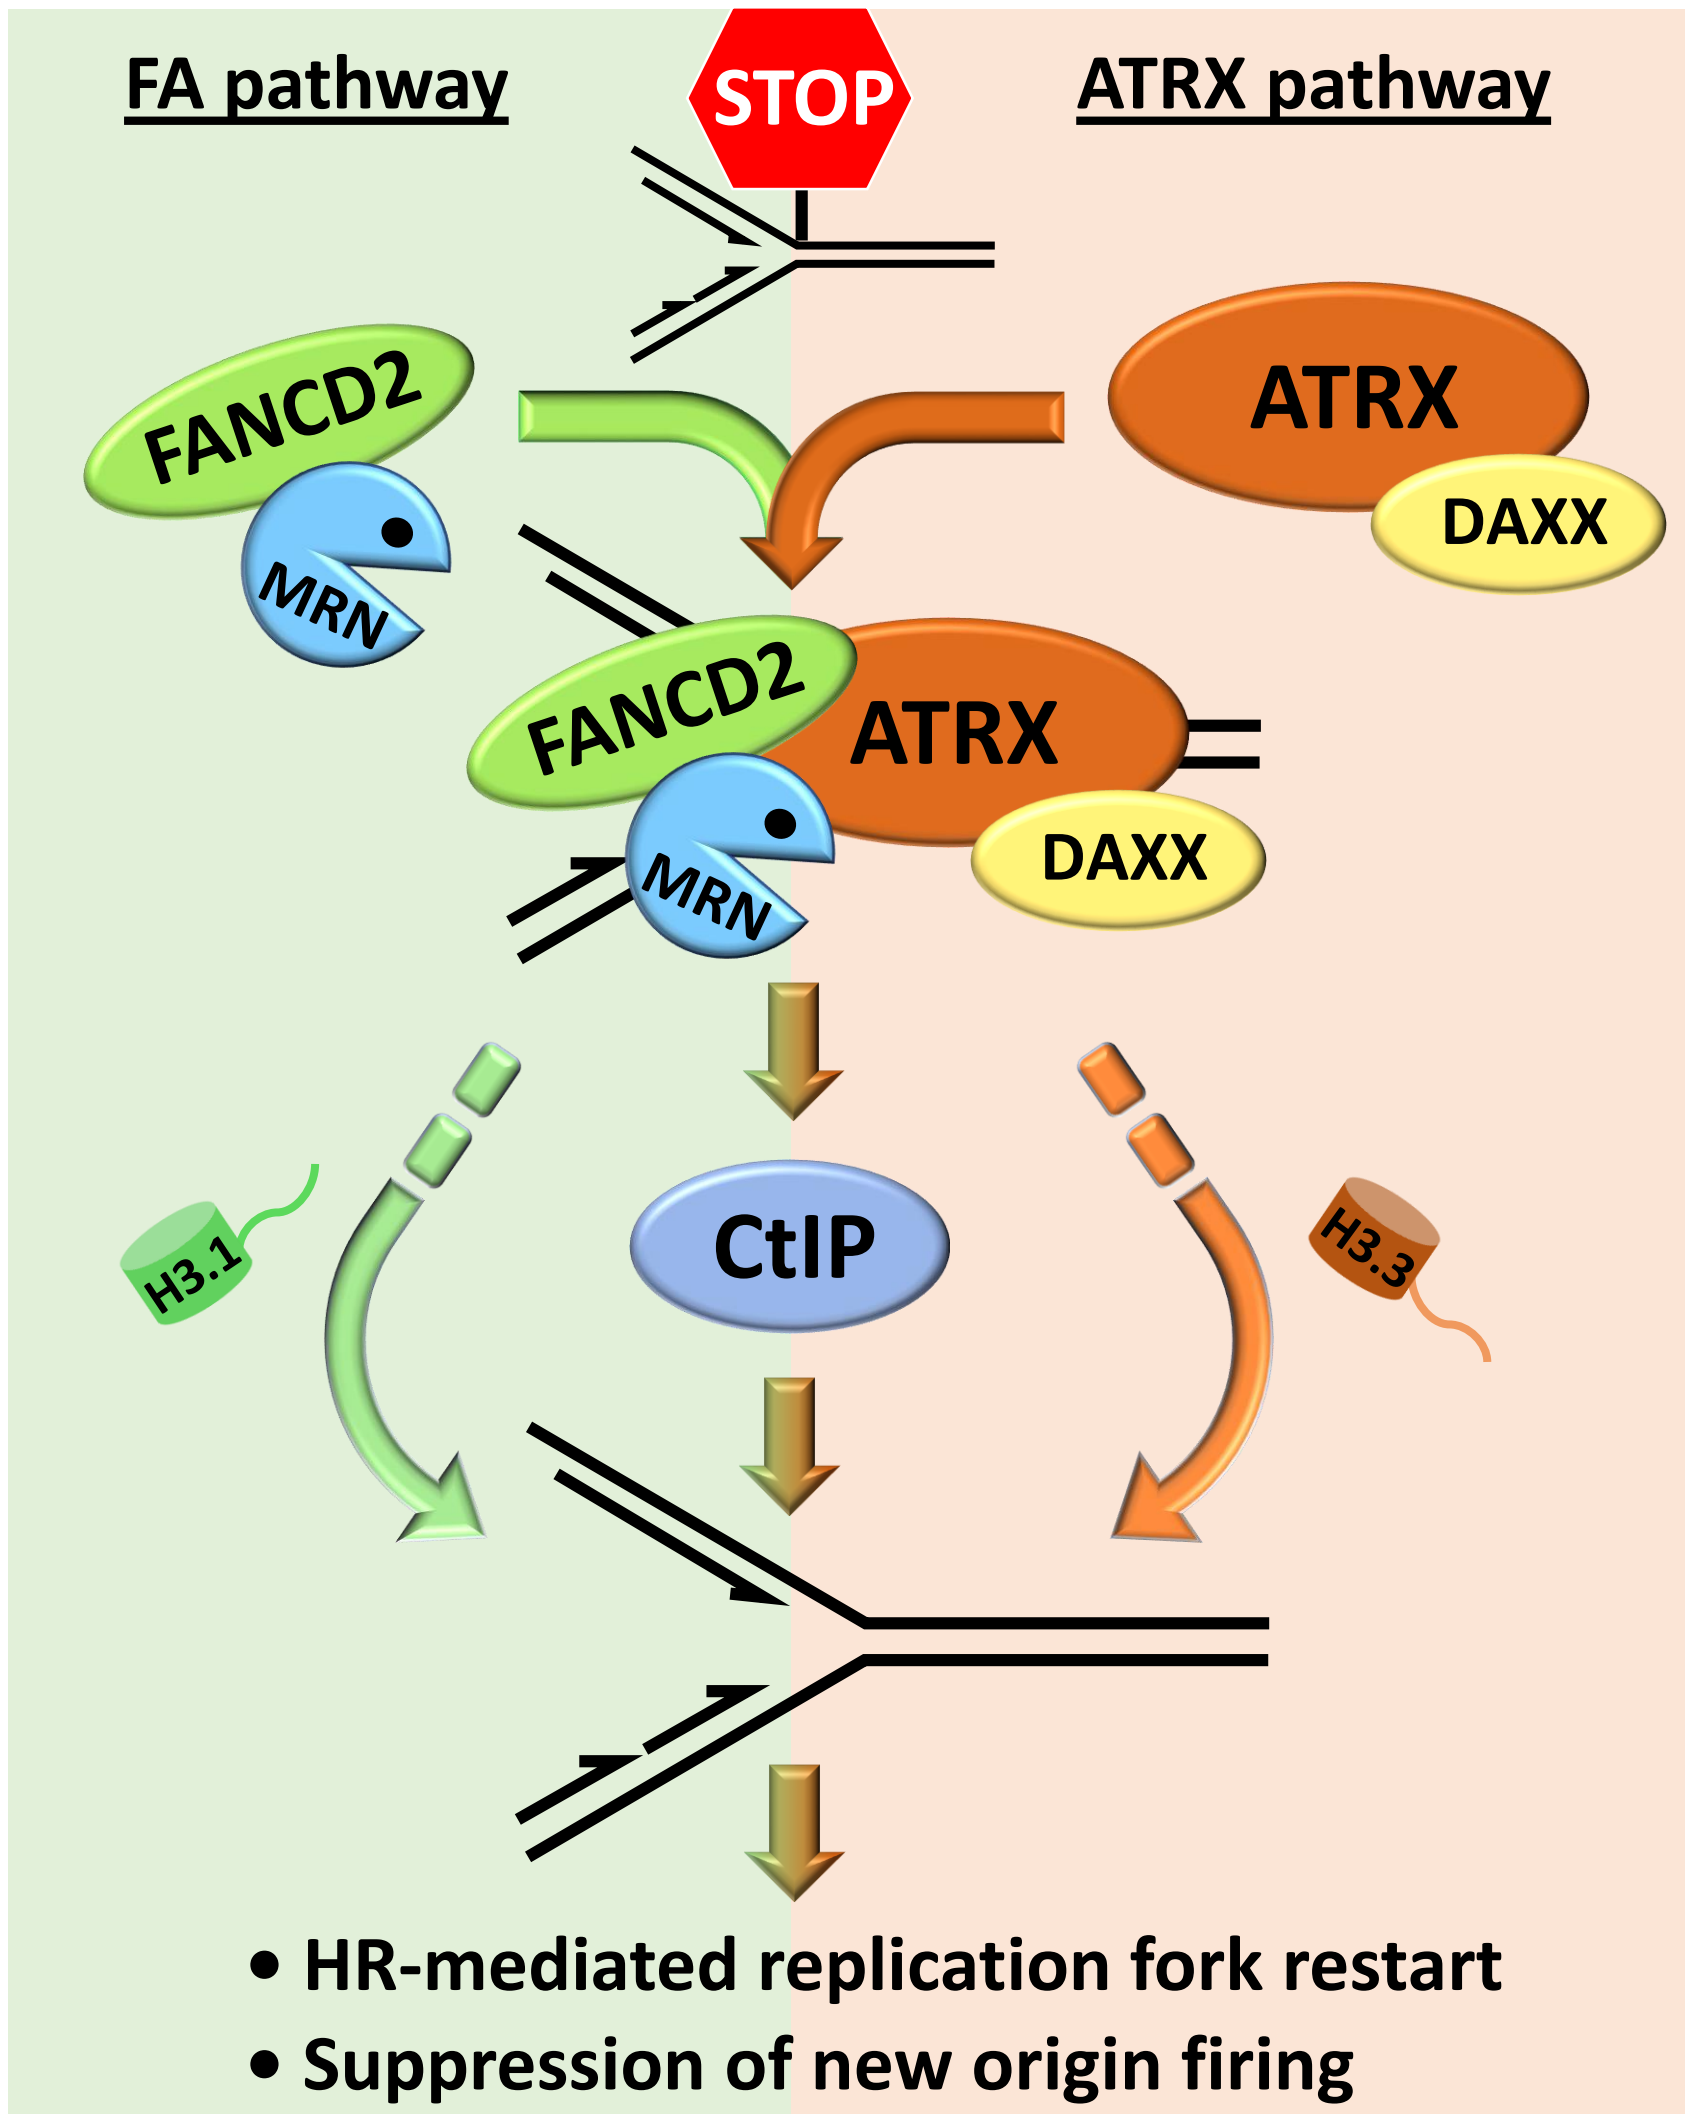 FA pathway
STOP
ATRX pathway
FANCD2
MRN
ATRX
DAXX
FANCD2
ATRX
MRN
DAXX
H3.1
CtIP
H3.3
• HR-mediated replication fork restart
• Suppression of new origin firing